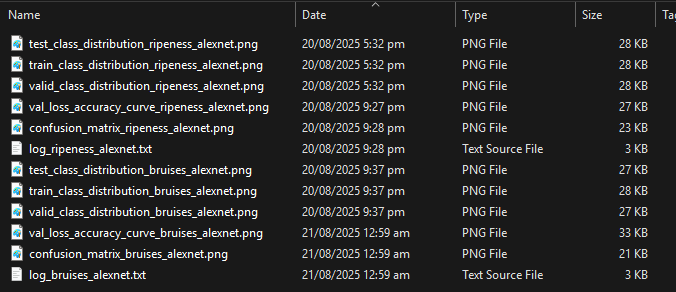 Name Date Type Size Tag
test_class_distribution_ripeness_alexnet.png 20/08/2025 5:32 pm PNG File 28 KB
train_class_distribution_ripeness_alexnet.png 20/08/2025 5:32 pm PNG File 28 KB
valid_class_distribution_ripeness_alexnet.png 20/08/2025 5:32 pm PNG File 28 KB
val_loss_accuracy_curve_ripeness_alexnet.png 20/08/2025 9:27 pm PNG File 27 KB
confusion_matrix_ripeness_alexnet.png 20/08/2025 9:28 pm PNG File 23 KB
log_ripeness_alexnet.txt 20/08/2025 9:28 pm Text Source File 3 KB
test_class_distribution_bruises_alexnet.png 20/08/2025 9:37 pm PNG File 27 KB
train_class_distribution_bruises_alexnet.png 20/08/2025 9:37 pm PNG File 28 KB
valid_class_distribution_bruises_alexnet.png 20/08/2025 9:37 pm PNG File 27 KB
val_loss_accuracy_curve_bruises_alexnet.png 21/08/2025 12:59 am PNG File 33 KB
confusion_matrix_bruises_alexnet.png 21/08/2025 12:59 am PNG File 21 KB
log_bruises_alexnet.txt 21/08/2025 12:59 am Text Source File 3 KB